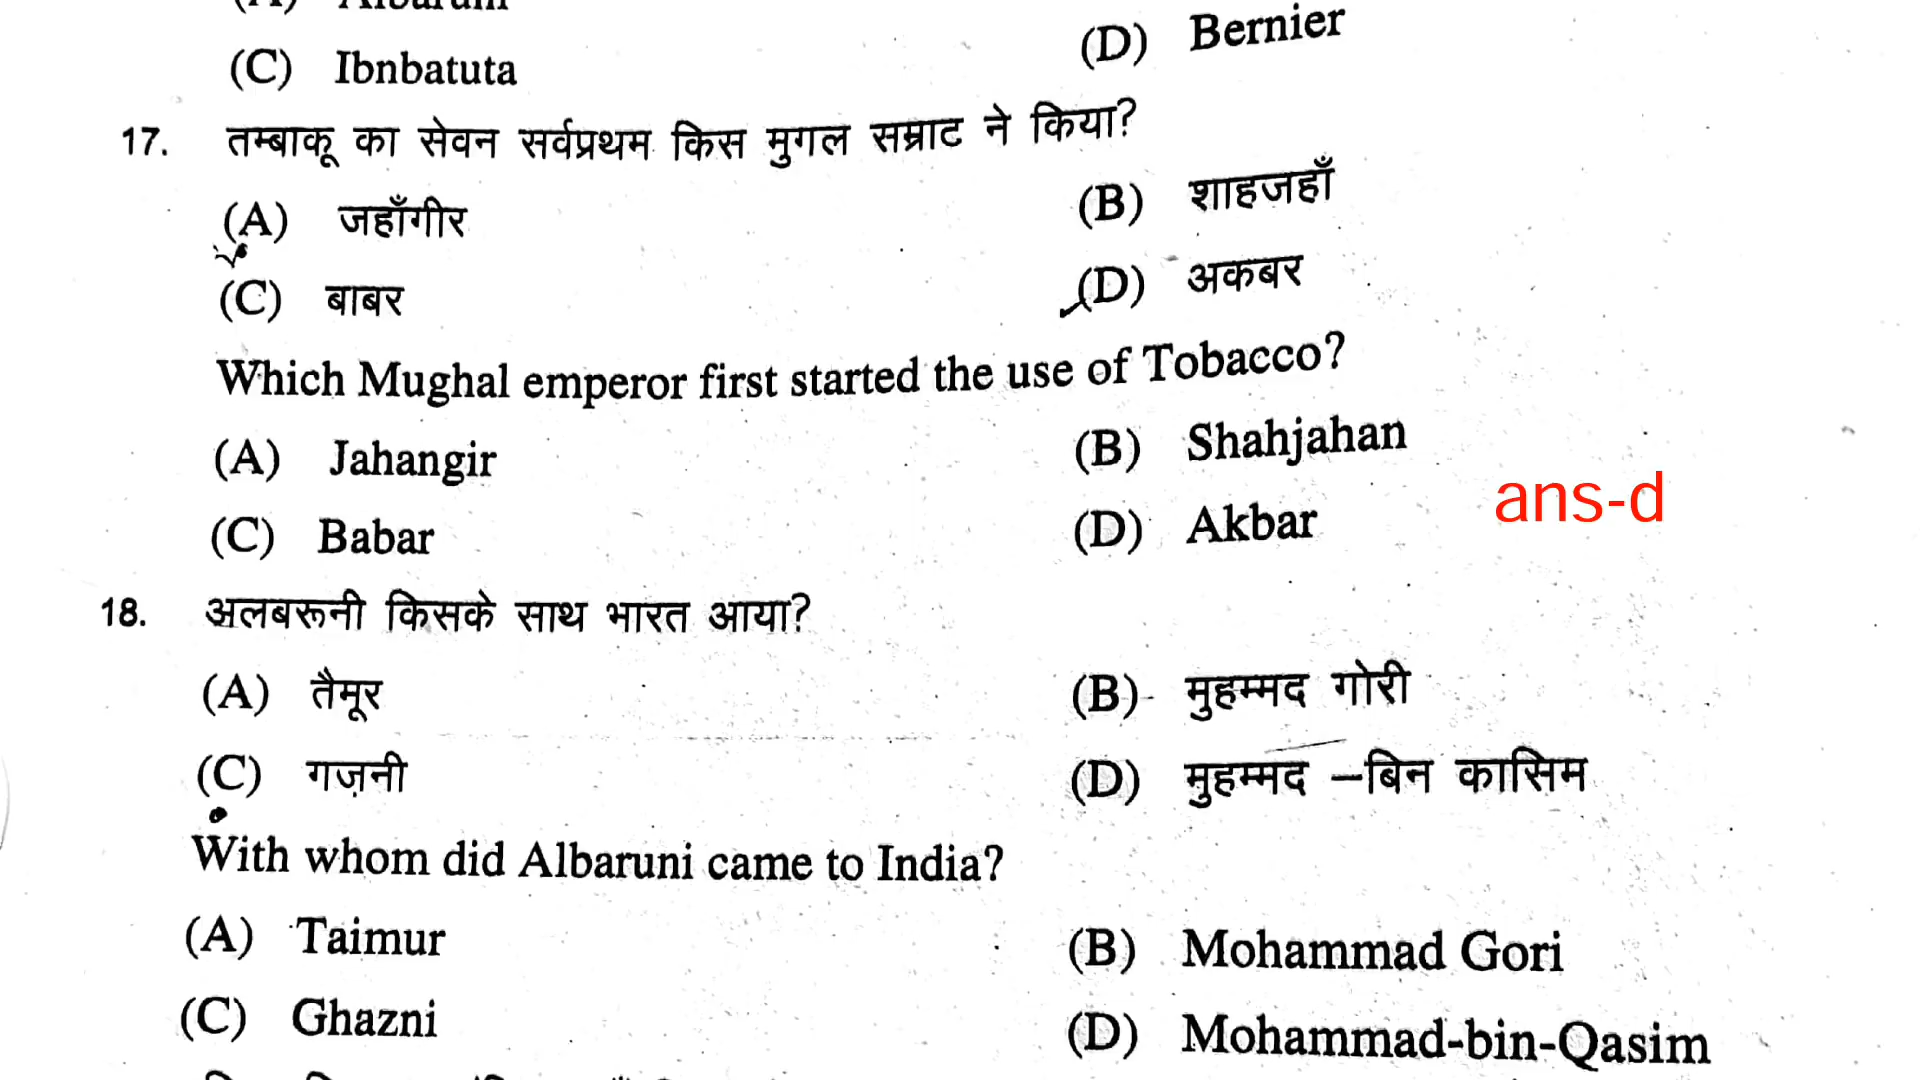 (A) Albaruni
(C) Ibnbatuta (D) Bernier
17. तम्बाकू का सेवन सर्वप्रथम किस मुगल सम्राट ने किया?
(A) जहाँगीर (B) शाहजहाँ
(C) बाबर (D) अकबर
Which Mughal emperor first started the use of Tobacco?
(A) Jahangir (B) Shahjahan
ans-d
(C) Babar (D) Akbar
18. अलबरूनी किसके साथ भारत आया?
(A) तैमूर (B) मुहम्मद गोरी
(C) गज़नी (D) मुहम्मद –बिन कासिम
With whom did Albaruni came to India?
(A) Taimur (B) Mohammad Gori
(C) Ghazni (D) Mohammad-bin-Qasim